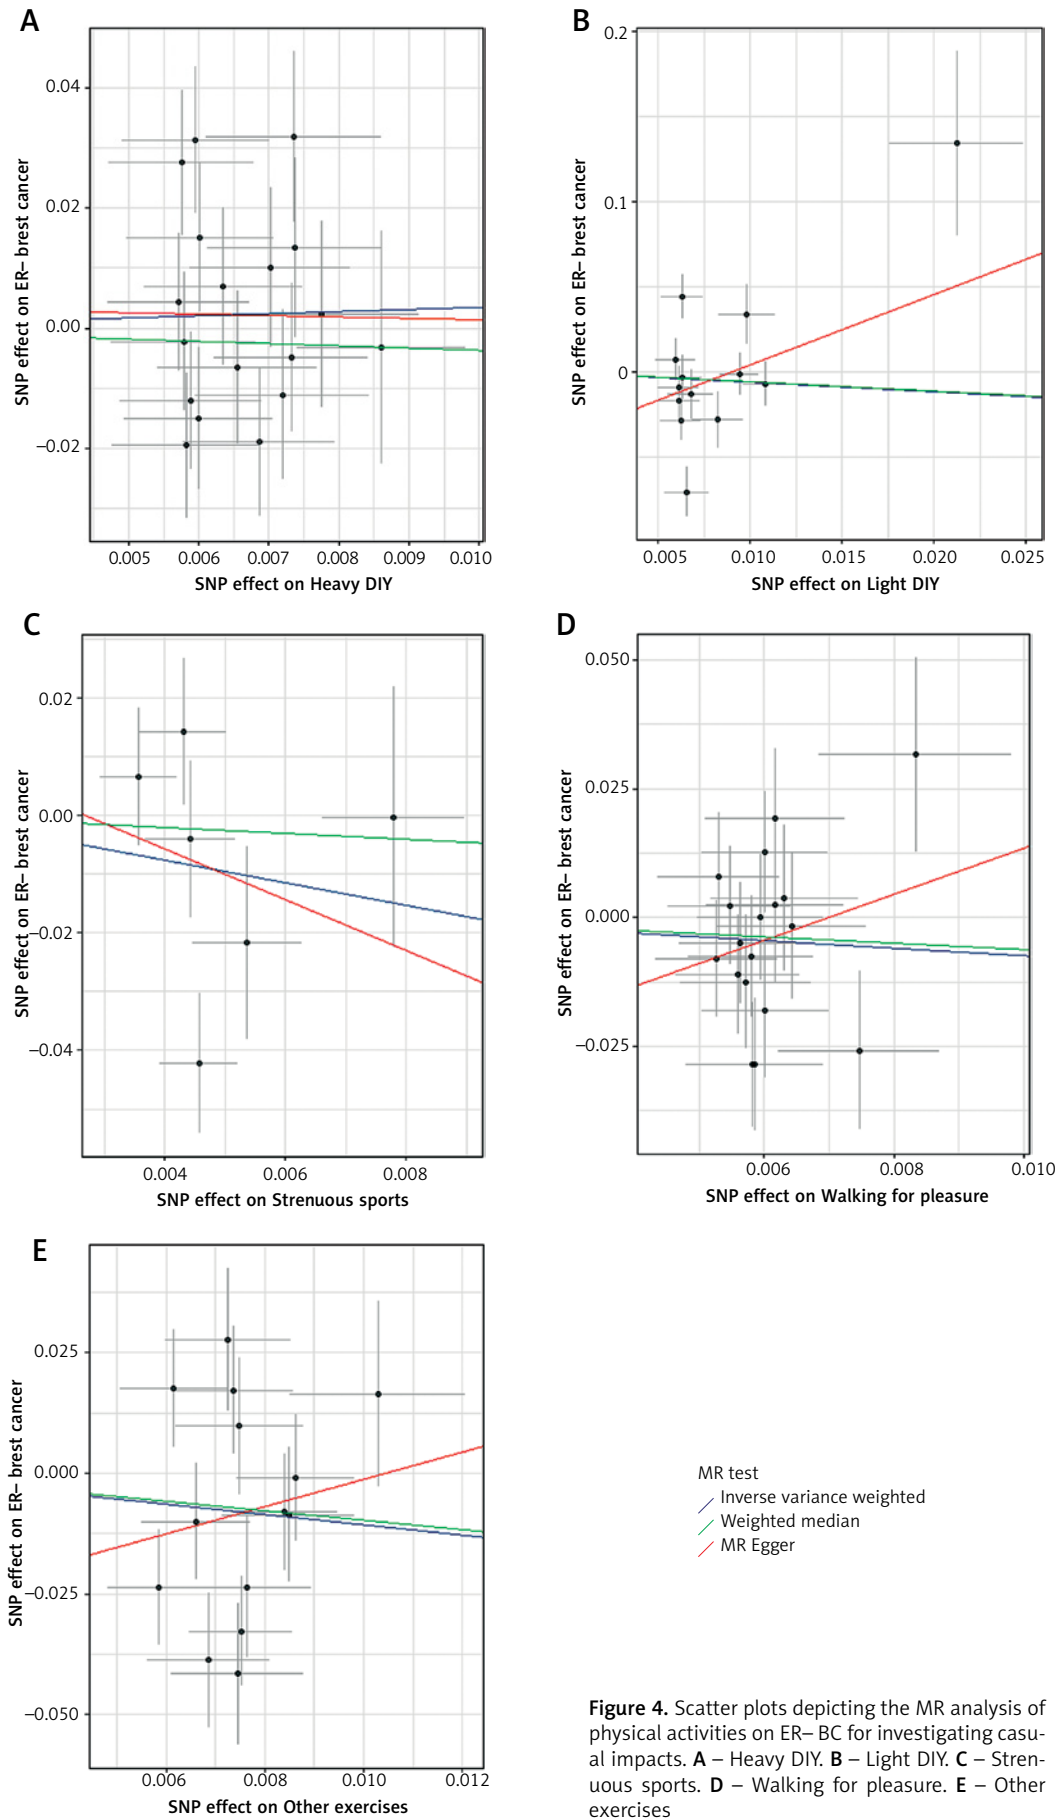 A
SNP effect on ER– brest cancer
0.04
0.02
0.00
–0.02
0.005 0.006 0.007 0.008 0.009 0.010
SNP effect on Heavy DIY
B
SNP effect on ER– brest cancer
0.2
0.1
0
0.005 0.010 0.015 0.020 0.025
SNP effect on Light DIY
C
SNP effect on ER– brest cancer
0.02
0.00
–0.02
–0.04
0.004 0.006 0.008
SNP effect on Strenuous sports
D
SNP effect on ER– brest cancer
0.050
0.025
0.000
–0.025
0.006 0.008 0.010
SNP effect on Walking for pleasure
E
SNP effect on ER– brest cancer
0.025
0.000
–0.025
–0.050
0.006 0.008 0.010 0.012
SNP effect on Other exercises
MR test
Inverse variance weighted
Weighted median
MR Egger
Figure 4. Scatter plots depicting the MR analysis of
physical activities on ER– BC for investigating casu-
al impacts. A – Heavy DIY. B – Light DIY. C – Stren-
uous sports. D – Walking for pleasure. E – Other
exercises